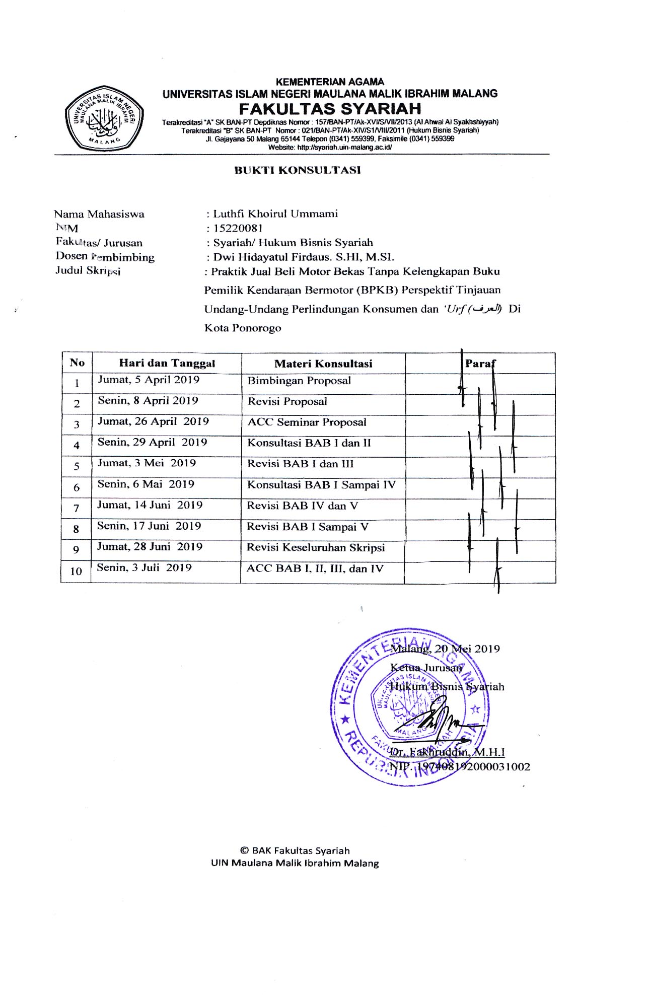 KEMENTERIAN AGAMA
UNIVERSITAS ISLAM NEGERI MAULANA MALIK IBRAHIM MALANG
FAKULTAS SYARIAH
Terakreditasi "A" SK BAN-PT Depdiknas Nomor : 157/BAN-PT/Ak-XVI/S/VII/2013 (Al Ahwal Al Syakhshiyyah)
Terakreditasi "B" SK BAN-PT Nomor : 021/BAN-PT/Ak-XIV/S1/VIII/2011 (Hukum Bisnis Syariah)
Jl. Gajayana 50 Malang 65144 Telepon (0341) 559399, Faksimile (0341) 559399
Website: http://syariah.uin-malang.ac.id/
UNIVERSITAS ISLAM NEGERI
MAULANA MALIK IBRAHIM
MALANG
BUKTI KONSULTASI
Nama Mahasiswa : Luthfi Khoirul Ummami
NIM : 15220081
Fakultas/ Jurusan : Syariah/ Hukum Bisnis Syariah
Dosen Pembimbing : Dwi Hidayatul Firdaus. S.HI, M.SI.
Judul Skripsi : Praktik Jual Beli Motor Bekas Tanpa Kelengkapan Buku
Pemilik Kendaraan Bermotor (BPKB) Perspektif Tinjauan
Undang-Undang Perlindungan Konsumen dan 'Urf (العرف) Di
Kota Ponorogo
No Hari dan Tanggal Materi Konsultasi Paraf
1 Jumat, 5 April 2019 Bimbingan Proposal
2 Senin, 8 April 2019 Revisi Proposal
3 Jumat, 26 April 2019 ACC Seminar Proposal
4 Senin, 29 April 2019 Konsultasi BAB I dan II
5 Jumat, 3 Mei 2019 Revisi BAB I dan III
6 Senin, 6 Mai 2019 Konsultasi BAB I Sampai IV
7 Jumat, 14 Juni 2019 Revisi BAB IV dan V
8 Senin, 17 Juni 2019 Revisi BAB I Sampai V
9 Jumat, 28 Juni 2019 Revisi Keseluruhan Skripsi
10 Senin, 3 Juli 2019 ACC BAB I, II, III, dan IV
Malang, 20 Mei 2019
Ketua Jurusan
Hukum Bisnis Syariah
Dr. Fakhruddin, M.H.I
NIP. 197408192000031002
KEMENTERIAN AGAMA
REPUBLIK INDONESIA
UNIVERSITAS ISLAM NEGERI
MAULANA MALIK IBRAHIM
MALANG
FAKULTAS SYARIAH
© BAK Fakultas Syariah
UIN Maulana Malik Ibrahim Malang